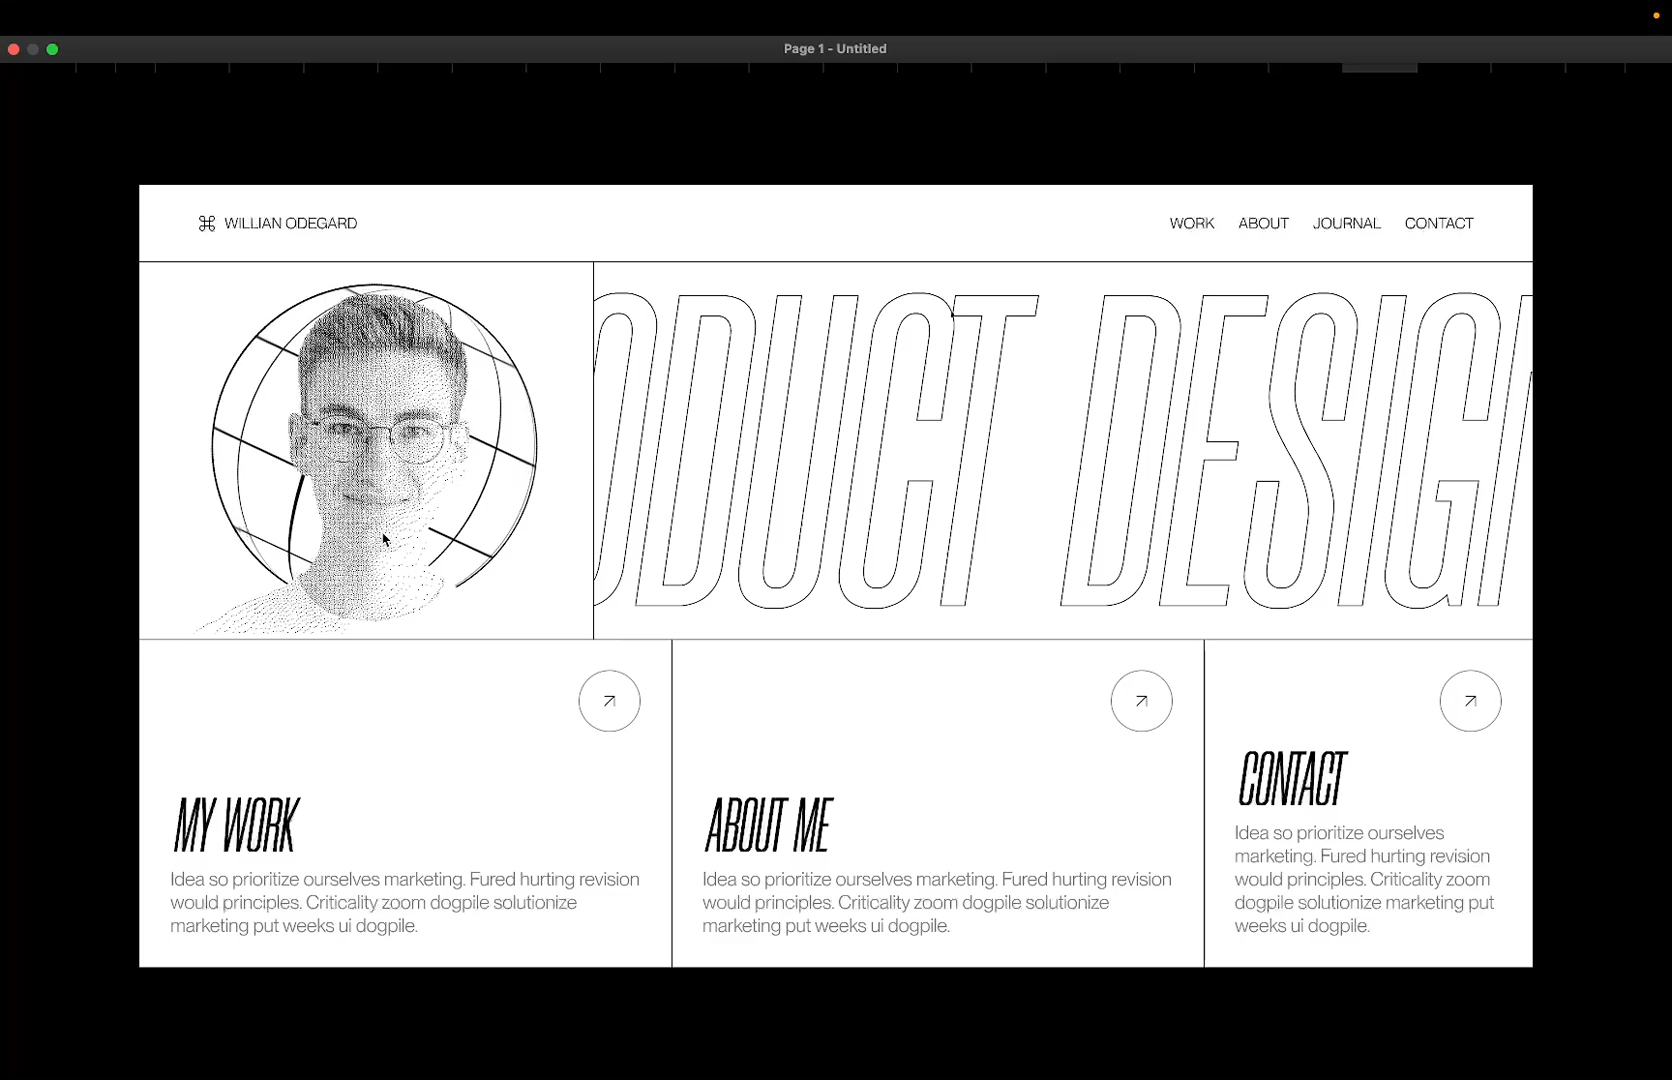 Page 1 - Untitled
⌘ WILLIAN ODEGARD
WORK ABOUT JOURNAL CONTACT
ODUCT DESIG
MY WORK
Idea so prioritize ourselves marketing. Fured hurting revision
would principles. Criticality zoom dogpile solutionize
marketing put weeks ui dogpile.
ABOUT ME
Idea so prioritize ourselves marketing. Fured hurting revision
would principles. Criticality zoom dogpile solutionize
marketing put weeks ui dogpile.
CONTACT
Idea so prioritize ourselves
marketing. Fured hurting revision
would principles. Criticality zoom
dogpile solutionize marketing put
weeks ui dogpile.